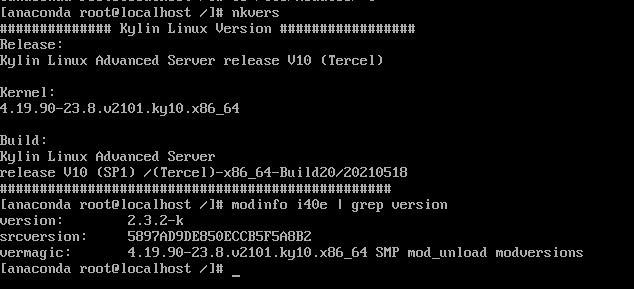 [anaconda root@localhost /]# nkvers
############## Kylin Linux Version #################
Release:
Kylin Linux Advanced Server release V10 (Tercel)
Kernel:
4.19.90-23.8.v2101.ky10.x86_64
Build:
Kylin Linux Advanced Server
release V10 (SP1) /(Tercel)-x86_64-Build20/20210518
#################################################
[anaconda root@localhost /]# modinfo i40e | grep version
version:        2.3.2-k
srcversion:     5897AD9DE850ECCB5F5A8B2
vermagic:       4.19.90-23.8.v2101.ky10.x86_64 SMP mod_unload modversions
[anaconda root@localhost /]# _